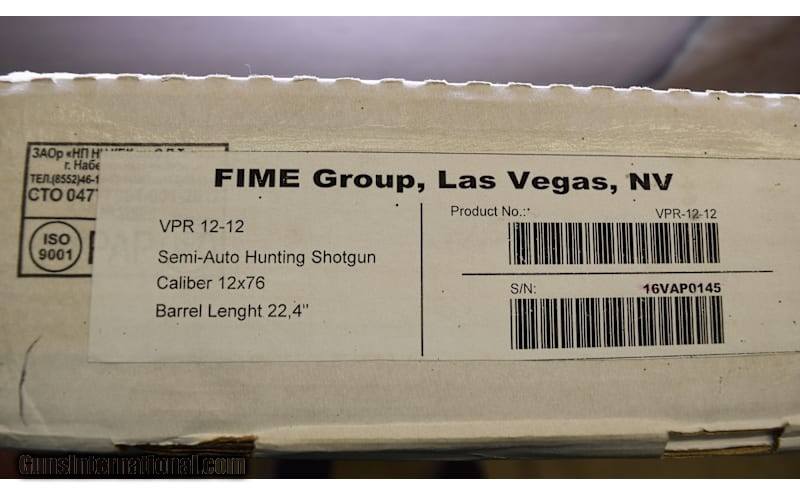 ЗАОр «НП Н
г. Набе
ТЕЛ.(8552)46-1
СТО 047
ISO
9001
FIME Group, Las Vegas, NV
VPR 12-12
Semi-Auto Hunting Shotgun
Caliber 12x76
Barrel Lenght 22,4"
Product No.:
VPR-12-12
S/N:
16VAP0145
GunsInternational.com